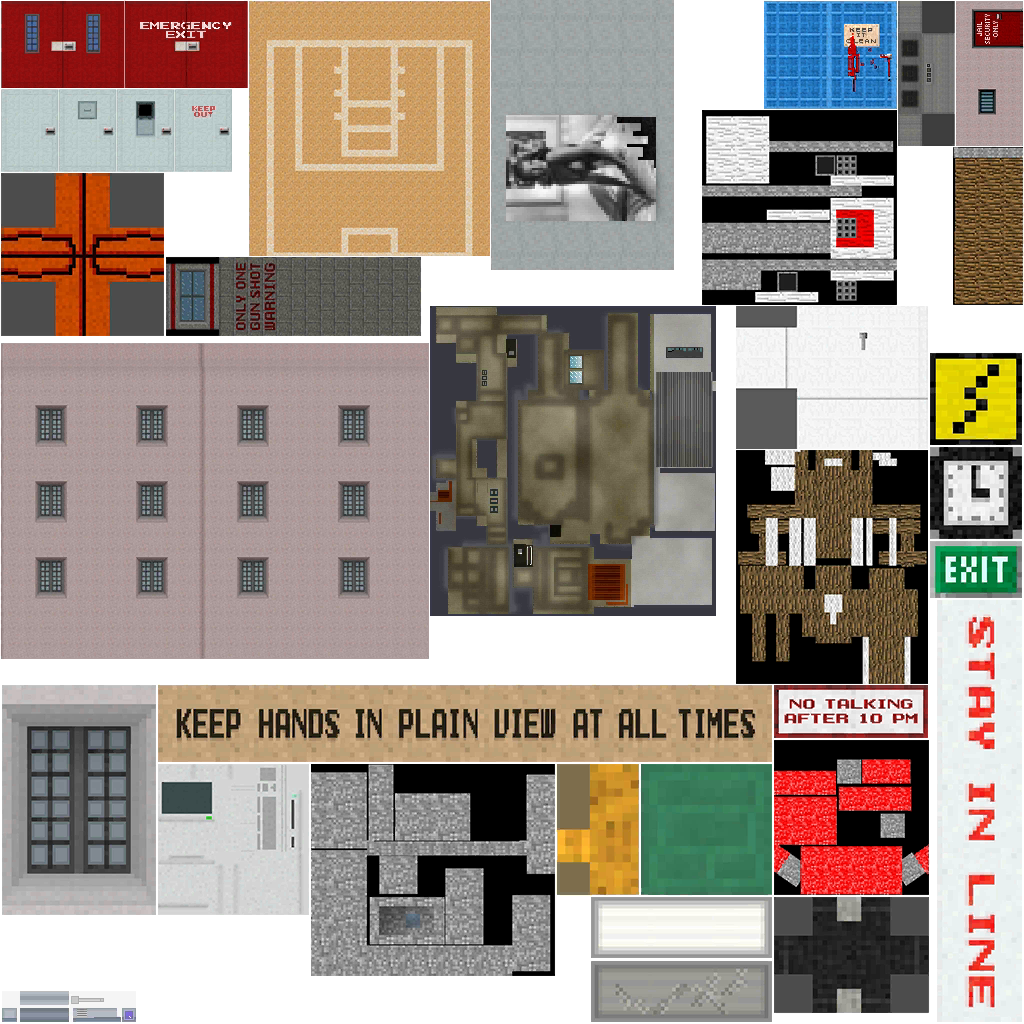 EMERGENCY
EXIT
KEEP
OUT
KEEP
IT
CLEAN
JAIL
SECURITY
ONLY
ONLY ONE
GUN SHOT
WARNING
EXIT
KEEP HANDS IN PLAIN VIEW AT ALL TIMES
NO TALKING
AFTER 10 PM
STAY IN LINE